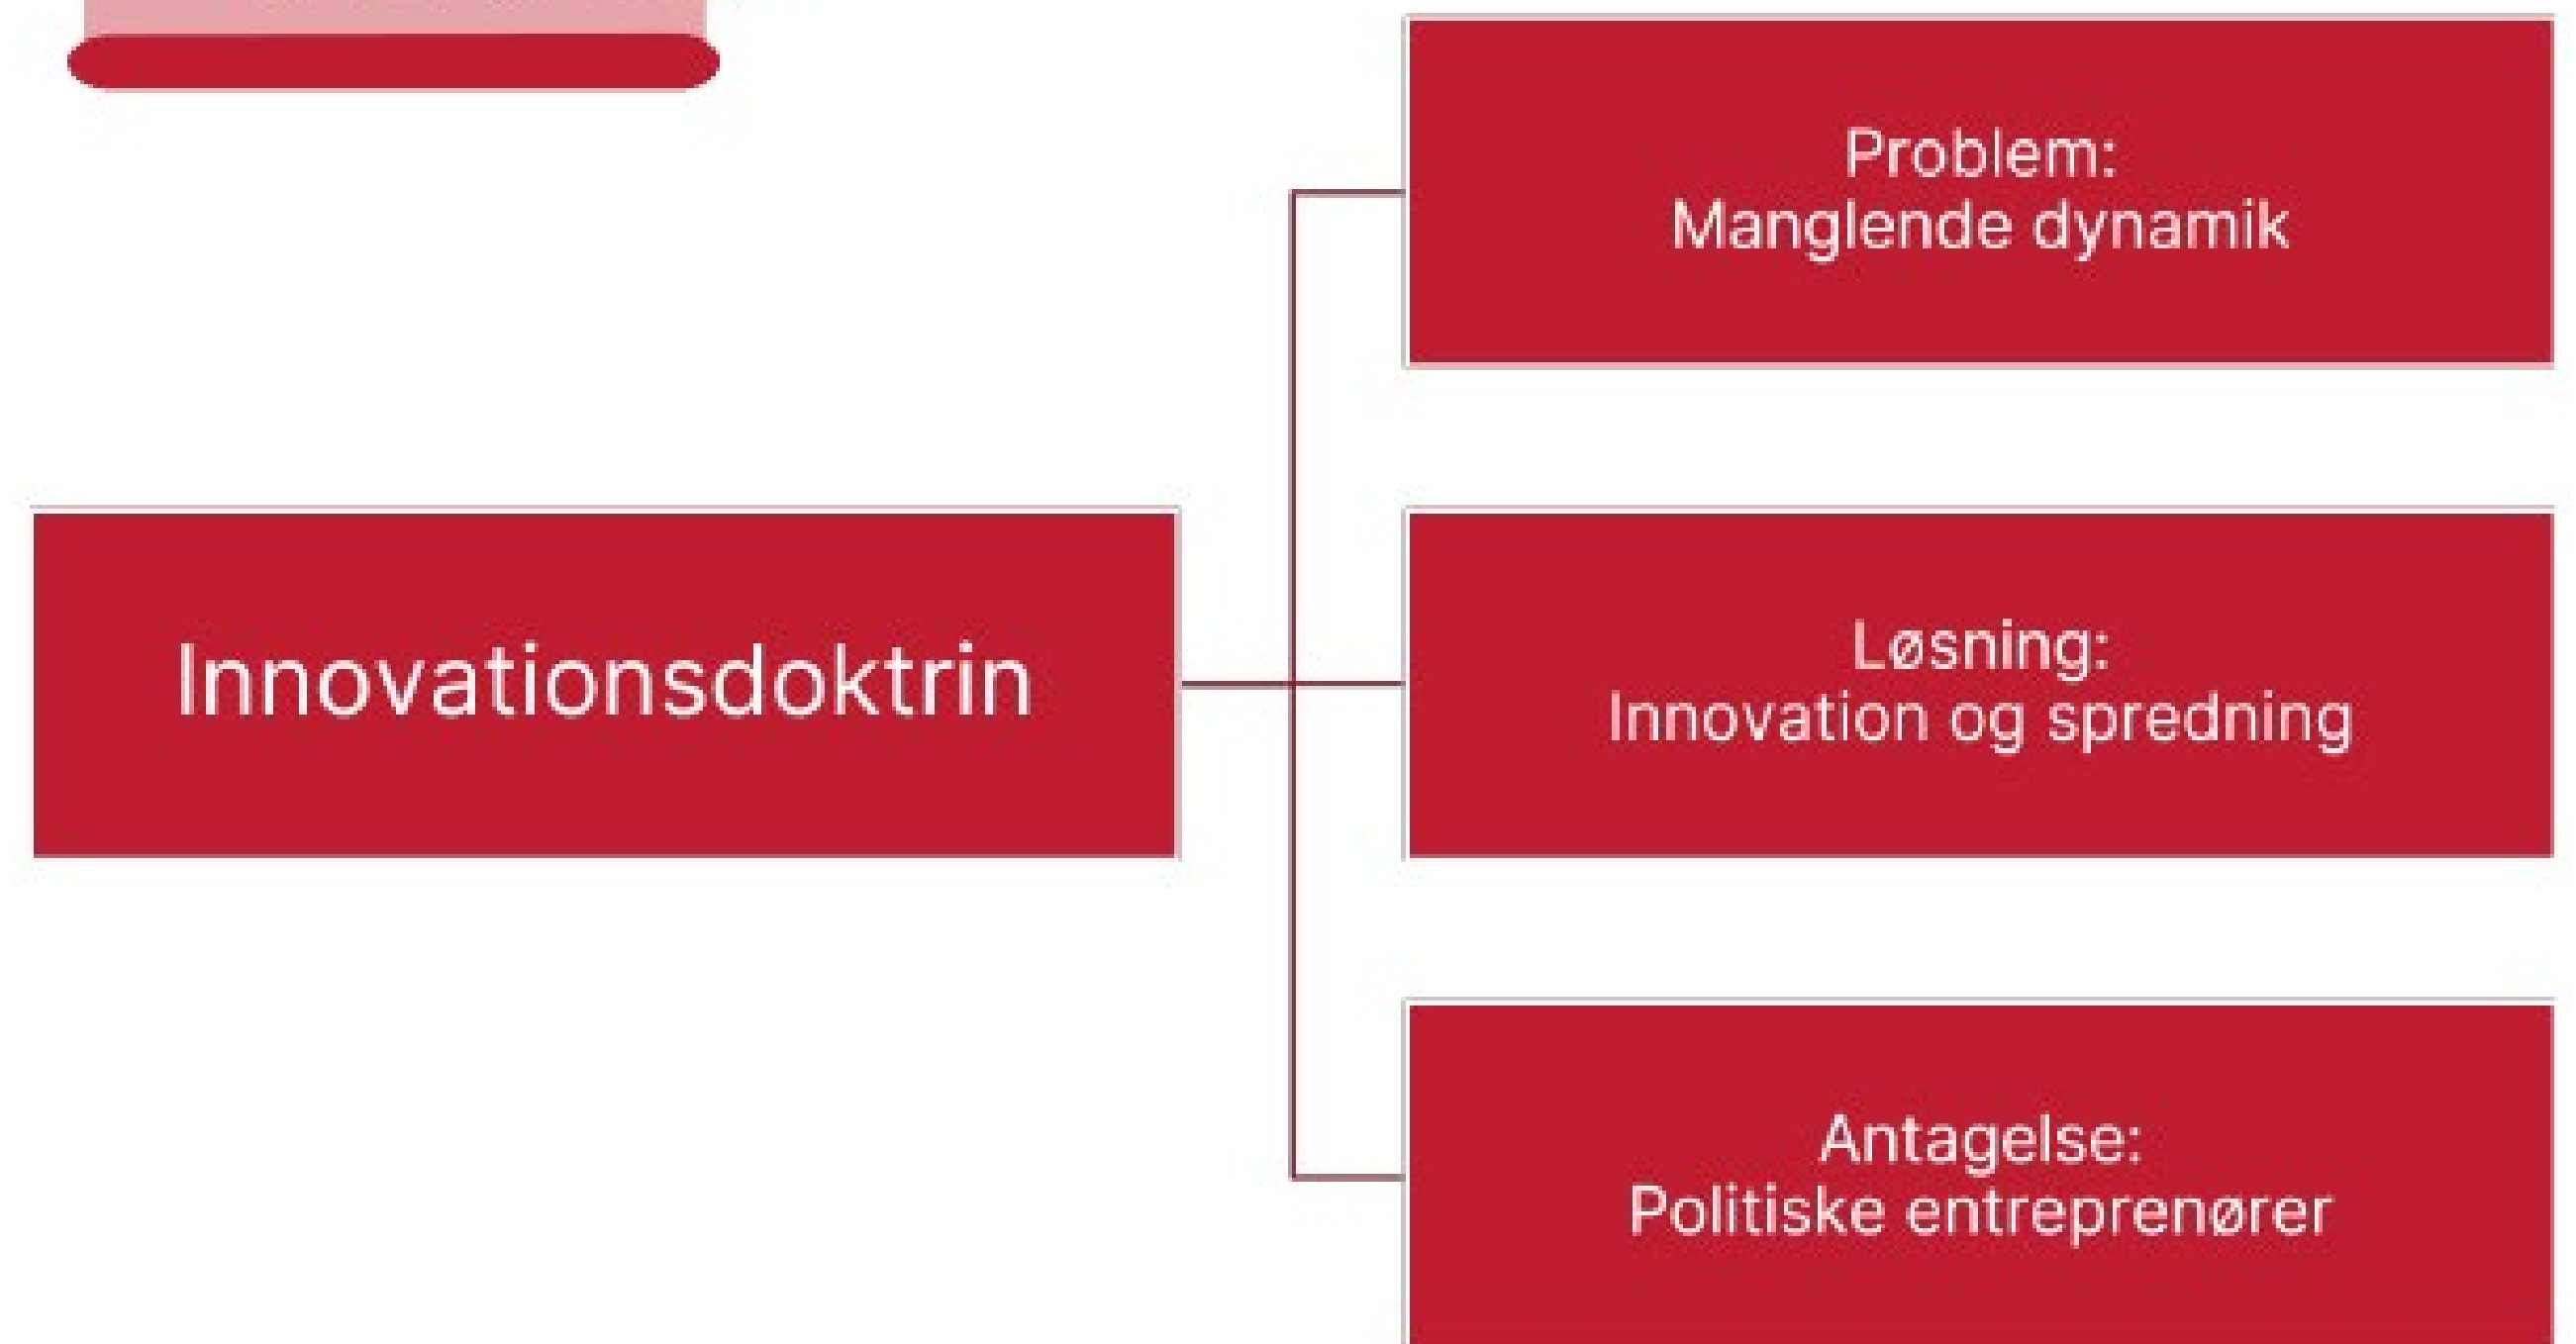 Problem:
Manglende dynamik
Innovationsdoktrin
Løsning:
Innovation og spredning
Antagelse:
Politiske entreprenører